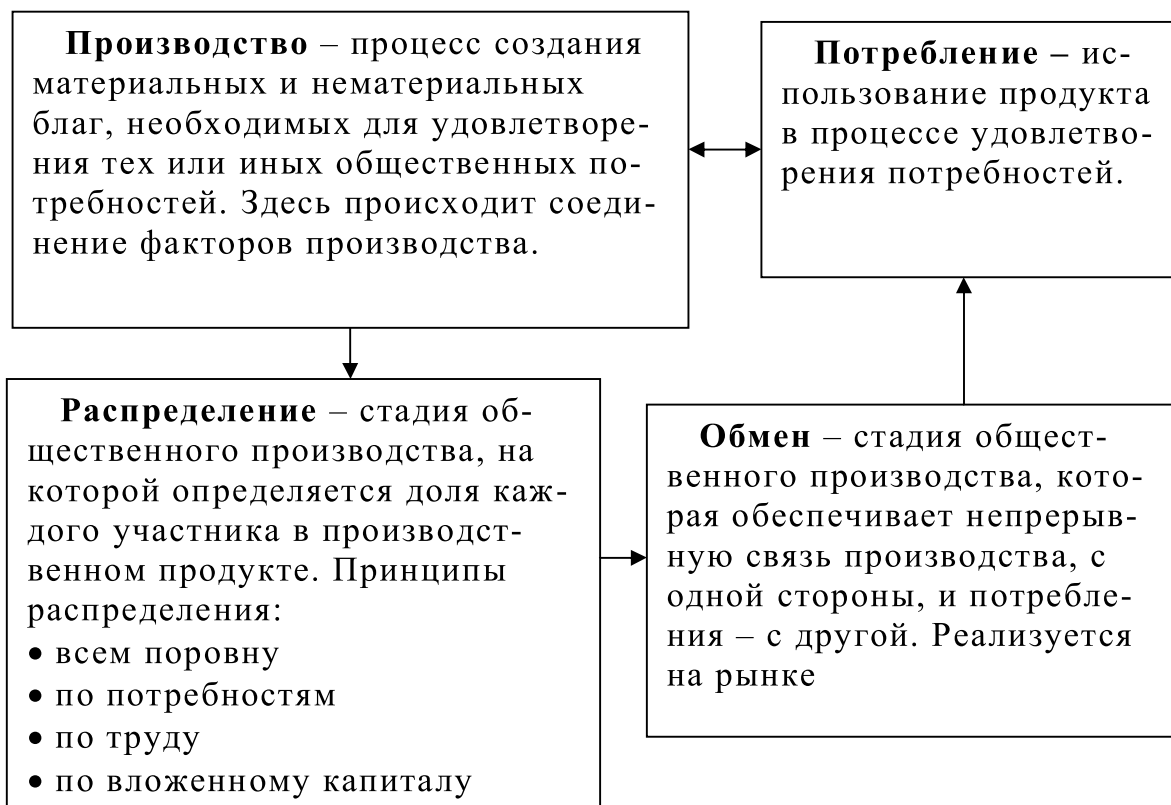 Производство – процесс создания
материальных и нематериальных
благ, необходимых для удовлетворе-
ния тех или иных общественных по-
требностей. Здесь происходит соеди-
нение факторов производства.
Потребление – ис-
пользование продукта
в процессе удовлетво-
рения потребностей.
Распределение – стадия об-
щественного производства, на
которой определяется доля каж-
дого участника в производст-
венном продукте. Принципы
распределения:
• всем поровну
• по потребностям
• по труду
• по вложенному капиталу
Обмен – стадия общест-
венного производства, кото-
рая обеспечивает непрерыв-
ную связь производства, с
одной стороны, и потребле-
ния – с другой. Реализуется
на рынке